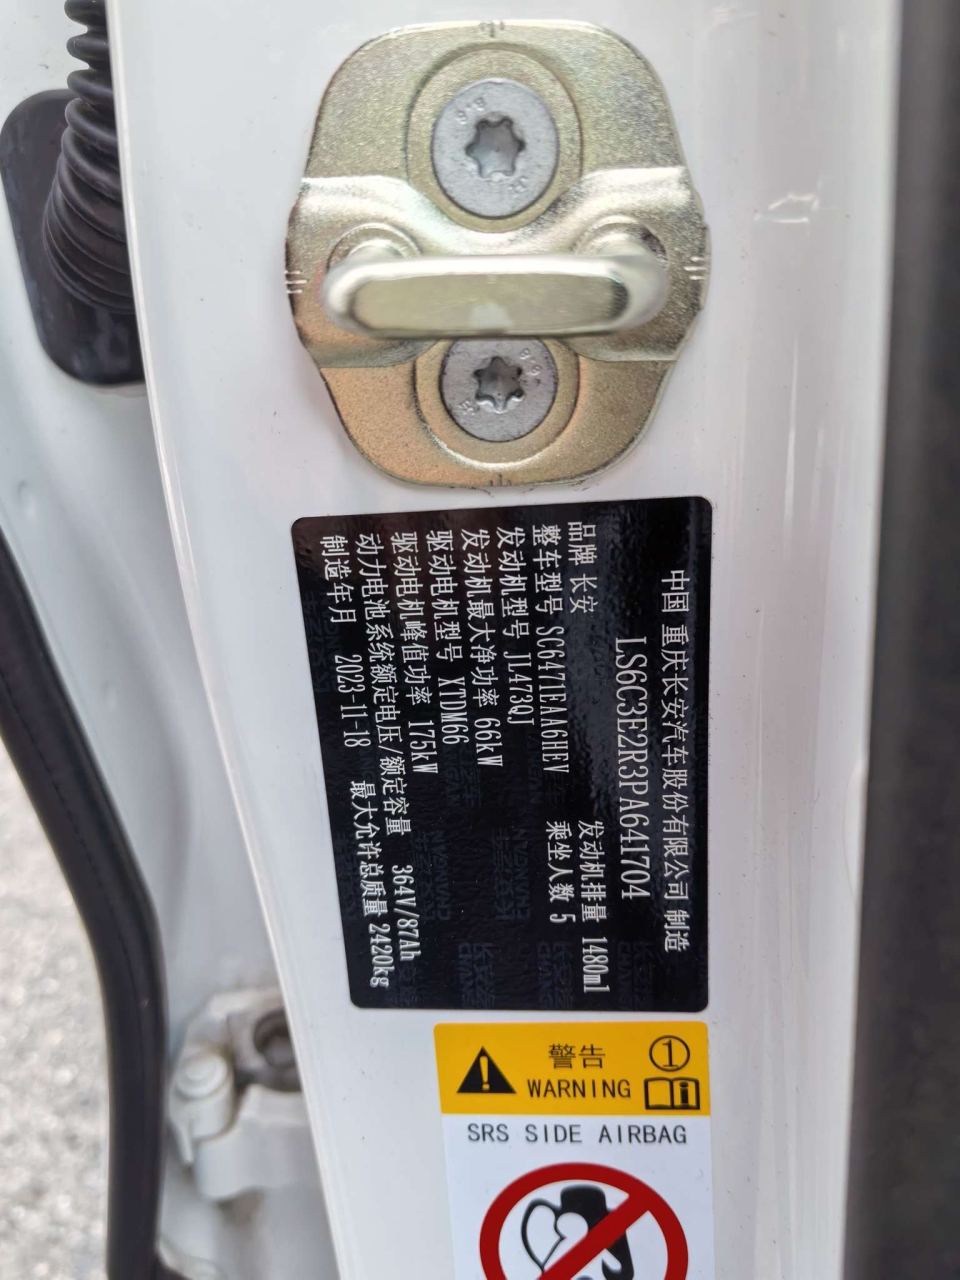 中国 重庆长安汽车股份有限公司 制造
LS6C3E2R3PA641704
品牌 长安 发动机排量 1480ml
整车型号 SC6471EAA6HEV 乘坐人数 5
发动机型号 JL473QJ
发动机最大净功率 66kW
驱动电机型号 XTDM66
驱动电机峰值功率 175kW
动力电池系统额定电压/额定容量 364V/87Ah
制造年月 2023-11-18 最大允许总质量 2420kg
警告 ①
WARNING
SRS SIDE AIRBAG